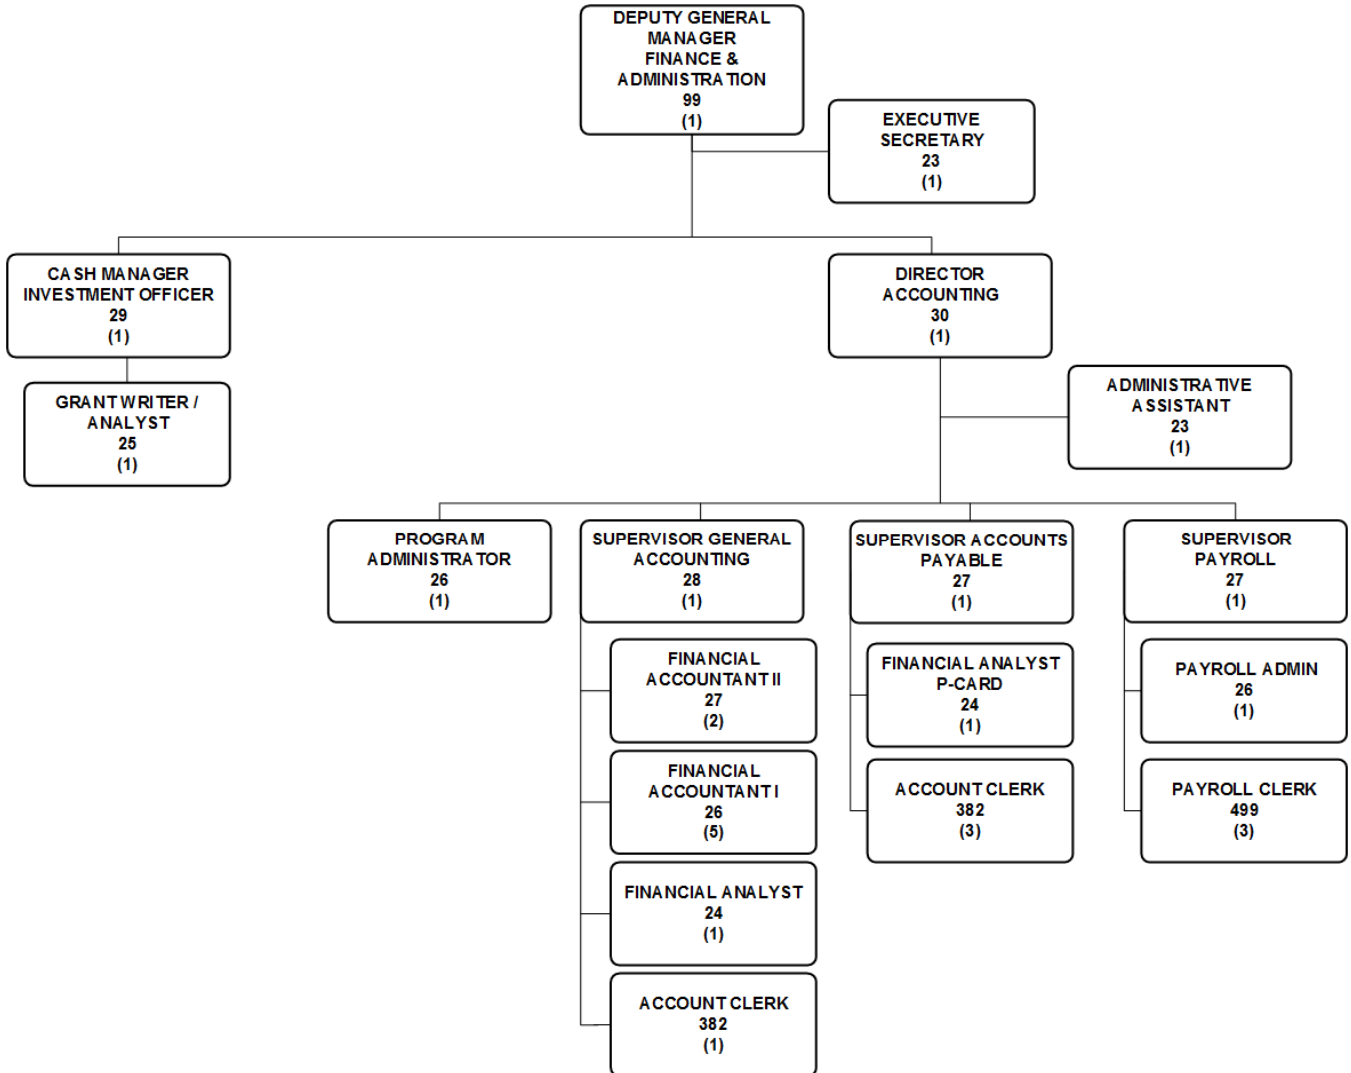 DEPUTY GENERAL
MANAGER
FINANCE &
ADMINISTRATION
99
(1)
EXECUTIVE
SECRETARY
23
(1)
CASH MANAGER
INVESTMENT OFFICER
29
(1)
DIRECTOR
ACCOUNTING
30
(1)
GRANT WRITER /
ANALYST
25
(1)
ADMINISTRATIVE
ASSISTANT
23
(1)
PROGRAM
ADMINISTRATOR
26
(1)
SUPERVISOR GENERAL
ACCOUNTING
28
(1)
SUPERVISOR ACCOUNTS
PAYABLE
27
(1)
SUPERVISOR
PAYROLL
27
(1)
FINANCIAL
ACCOUNTANT II
27
(2)
FINANCIAL
ACCOUNTANT I
26
(5)
FINANCIAL ANALYST
24
(1)
ACCOUNT CLERK
382
(1)
FINANCIAL ANALYST
P-CARD
24
(1)
ACCOUNT CLERK
382
(3)
PAYROLL ADMIN
26
(1)
PAYROLL CLERK
499
(3)